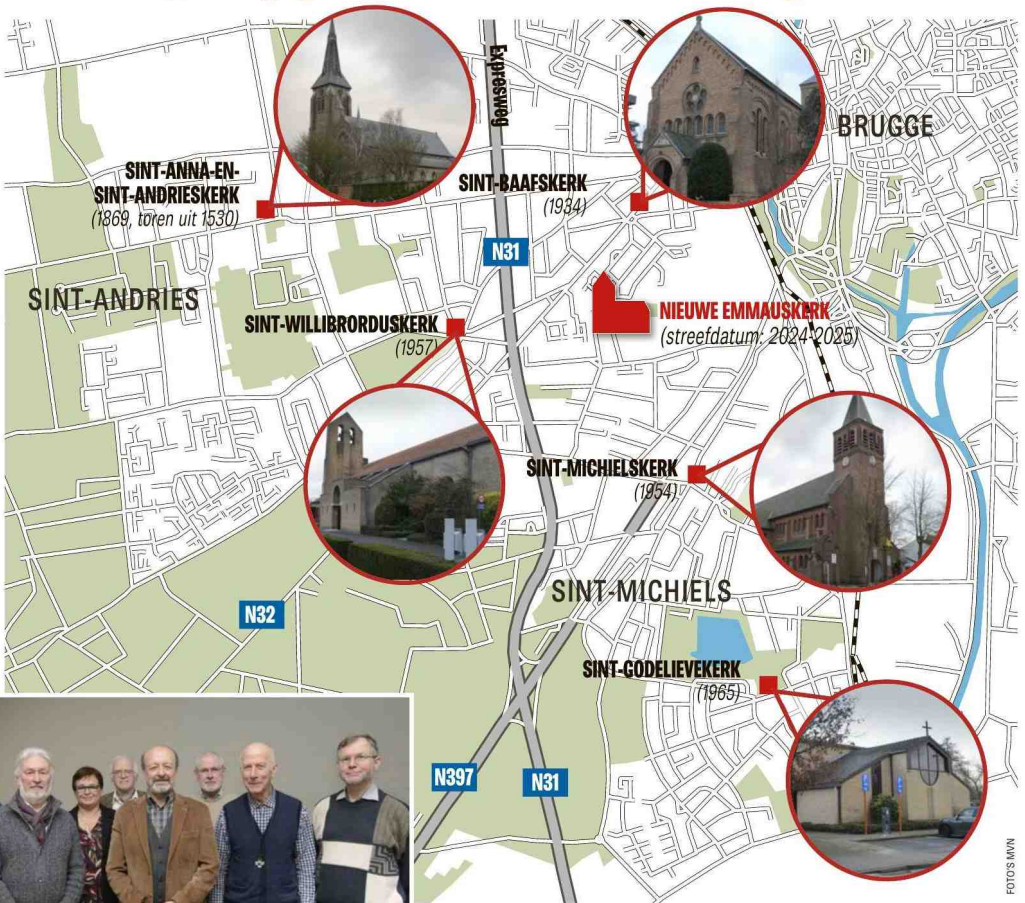 Expresweg
BRUGGE
SINT-ANNA-EN-
SINT-ANDRIESKERK
(1869, toren uit 1530)
SINT-BAAFSKERK
(1934)
N31
SINT-ANDRIES
SINT-WILLIBRORDUSKERK
(1957)
NIEUWE EMMAUSKERK
(streefdatum: 2024-2025)
SINT-MICHIELSKERK
(1954)
SINT-MICHIELS
N32
SINT-GODELIEVEKERK
(1965)
N397
N31
FOTO'S MVN